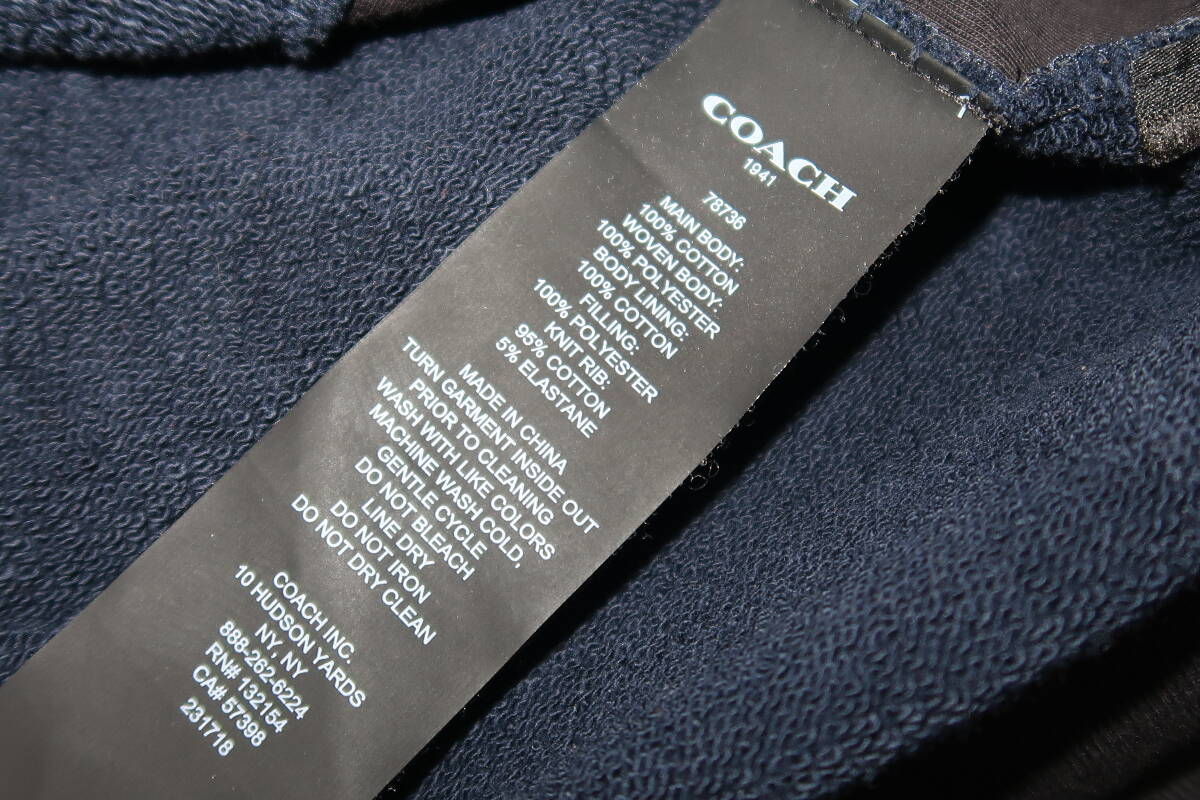 COACH
1941
78736
MAIN BODY:
100% COTTON
WOVEN BODY:
100% POLYESTER
BODY LINING:
100% COTTON
FILLING:
100% POLYESTER
KNIT RIB:
95% COTTON
5% ELASTANE
MADE IN CHINA
TURN GARMENT INSIDE OUT
PRIOR TO CLEANING
WASH WITH LIKE COLORS
MACHINE WASH COLD,
GENTLE CYCLE
DO NOT BLEACH
LINE DRY
DO NOT IRON
DO NOT DRY CLEAN
COACH INC.
10 HUDSON YARDS
NY, NY
888-262-6224
RN# 132154
CA# 57398
231718